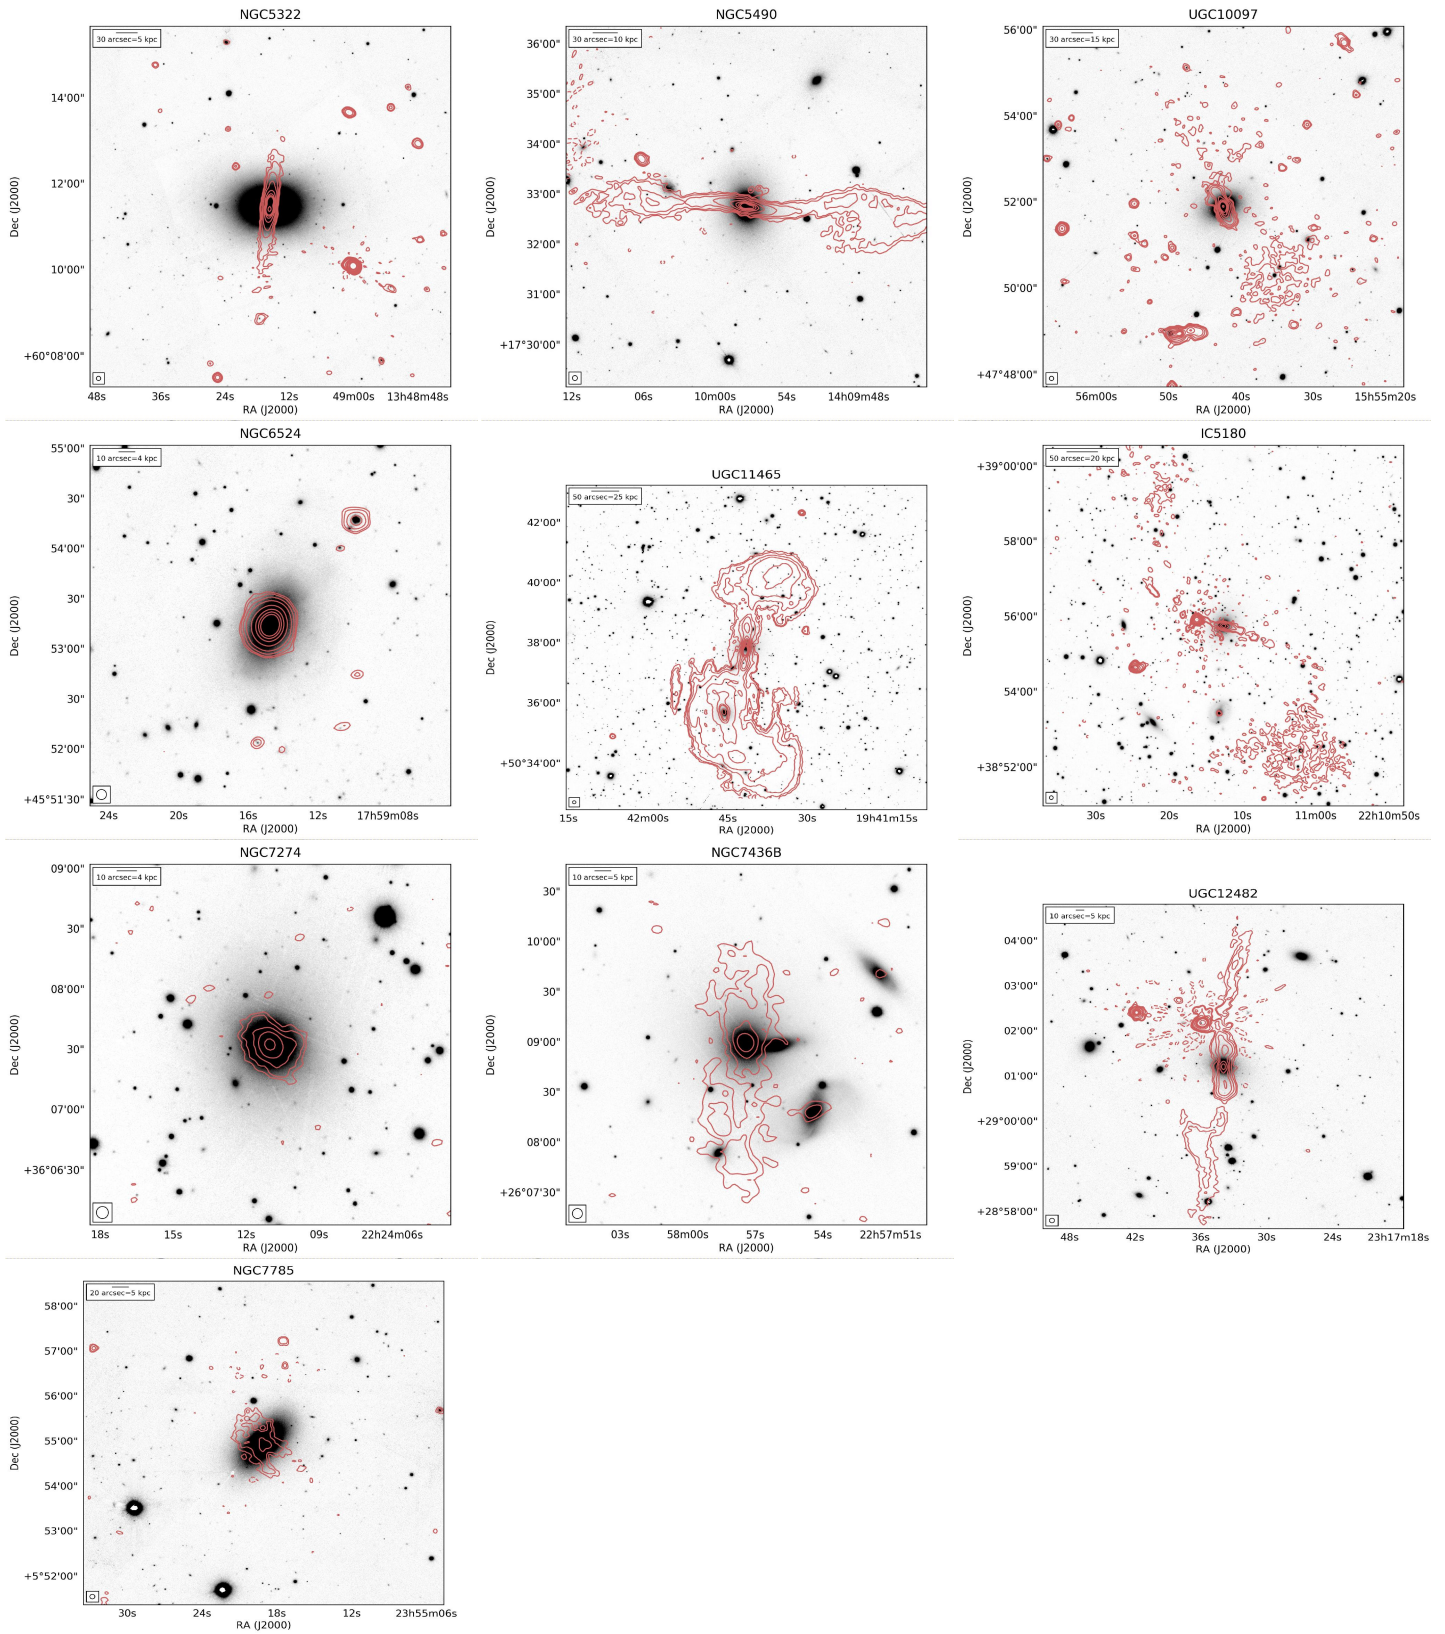 NGC5322
30 arcsec=5 kpc
14'00"
12'00"
10'00"
+60°08'00"
Dec (J2000)
48s 36s 24s 12s 49m00s 13h48m48s
RA (J2000)
NGC5490
30 arcsec=10 kpc
36'00"
35'00"
34'00"
33'00"
32'00"
31'00"
+17°30'00"
Dec (J2000)
12s 06s 10m00s 54s 14h09m48s
RA (J2000)
UGC10097
30 arcsec=15 kpc
56'00"
54'00"
52'00"
50'00"
+47°48'00"
Dec (J2000)
56m00s 50s 40s 30s 15h55m20s
RA (J2000)
NGC6524
10 arcsec=4 kpc
55'00"
30"
54'00"
30"
53'00"
30"
52'00"
+45°51'30"
Dec (J2000)
24s 20s 16s 12s 17h59m08s
RA (J2000)
UGC11465
50 arcsec=25 kpc
42'00"
40'00"
38'00"
36'00"
+50°34'00"
Dec (J2000)
15s 42m00s 45s 30s 19h41m15s
RA (J2000)
IC5180
50 arcsec=20 kpc
+39°00'00"
58'00"
56'00"
54'00"
+38°52'00"
Dec (J2000)
30s 20s 10s 11m00s 22h10m50s
RA (J2000)
NGC7274
10 arcsec=4 kpc
09'00"
30"
08'00"
30"
07'00"
+36°06'30"
Dec (J2000)
18s 15s 12s 09s 22h24m06s
RA (J2000)
NGC7436B
10 arcsec=5 kpc
30"
10'00"
30"
09'00"
30"
08'00"
+26°07'30"
Dec (J2000)
03s 58m00s 57s 54s 22h57m51s
RA (J2000)
UGC12482
10 arcsec=5 kpc
04'00"
03'00"
02'00"
01'00"
+29°00'00"
59'00"
+28°58'00"
Dec (J2000)
48s 42s 36s 30s 24s 23h17m18s
RA (J2000)
NGC7785
20 arcsec=5 kpc
58'00"
57'00"
56'00"
55'00"
54'00"
53'00"
+5°52'00"
Dec (J2000)
30s 24s 18s 12s 23h55m06s
RA (J2000)